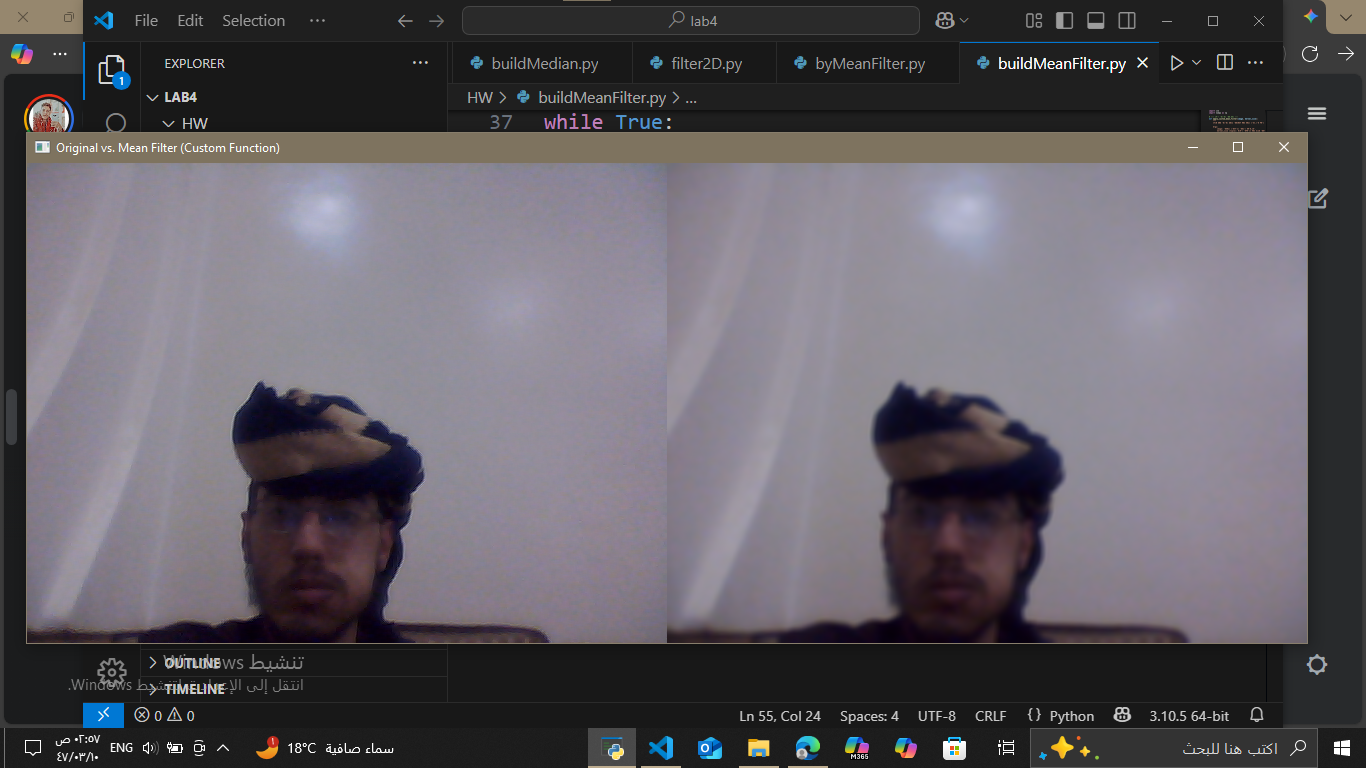 File Edit Selection ···
lab4
EXPLORER ···
buildMedian.py
filter2D.py
byMeanFilter.py
buildMeanFilter.py
1
LAB4
HW
HW > buildMeanFilter.py > ...
37 while True:
Original vs. Mean Filter (Custom Function)
OUTLINE
TIMELINE
تنشيط Windows
انتقل إلى الإعدادات لتنشيط Windows.
0 0
Ln 55, Col 24 Spaces: 4 UTF-8 CRLF {} Python 3.10.5 64-bit
٠٢:٥٧ ص
٤٧/٠٣/١٠
ENG
1
18°C سماء صافية
M365
اكتب هنا للبحث